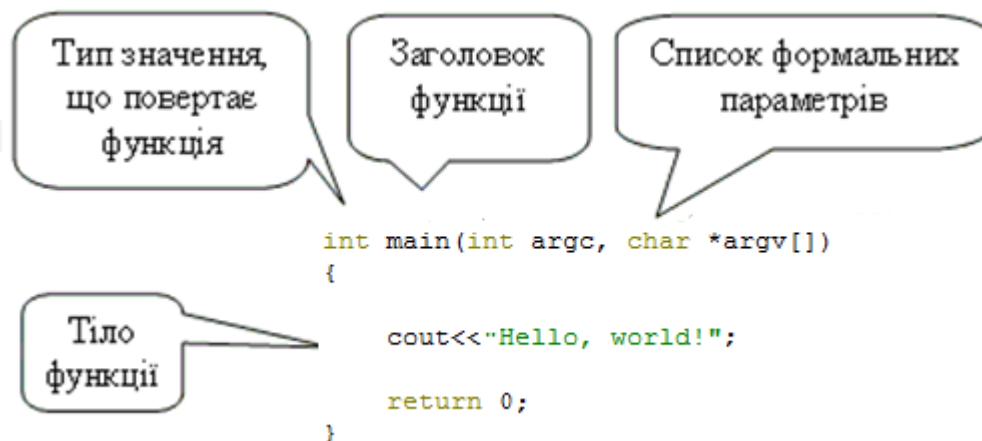 Тип значення,
що повертає
функція
Заголовок
функції
Список формальних
параметрів
int main(int argc, char *argv[])
{
Тіло
функції
cout<<"Hello, world!";
return 0;
}